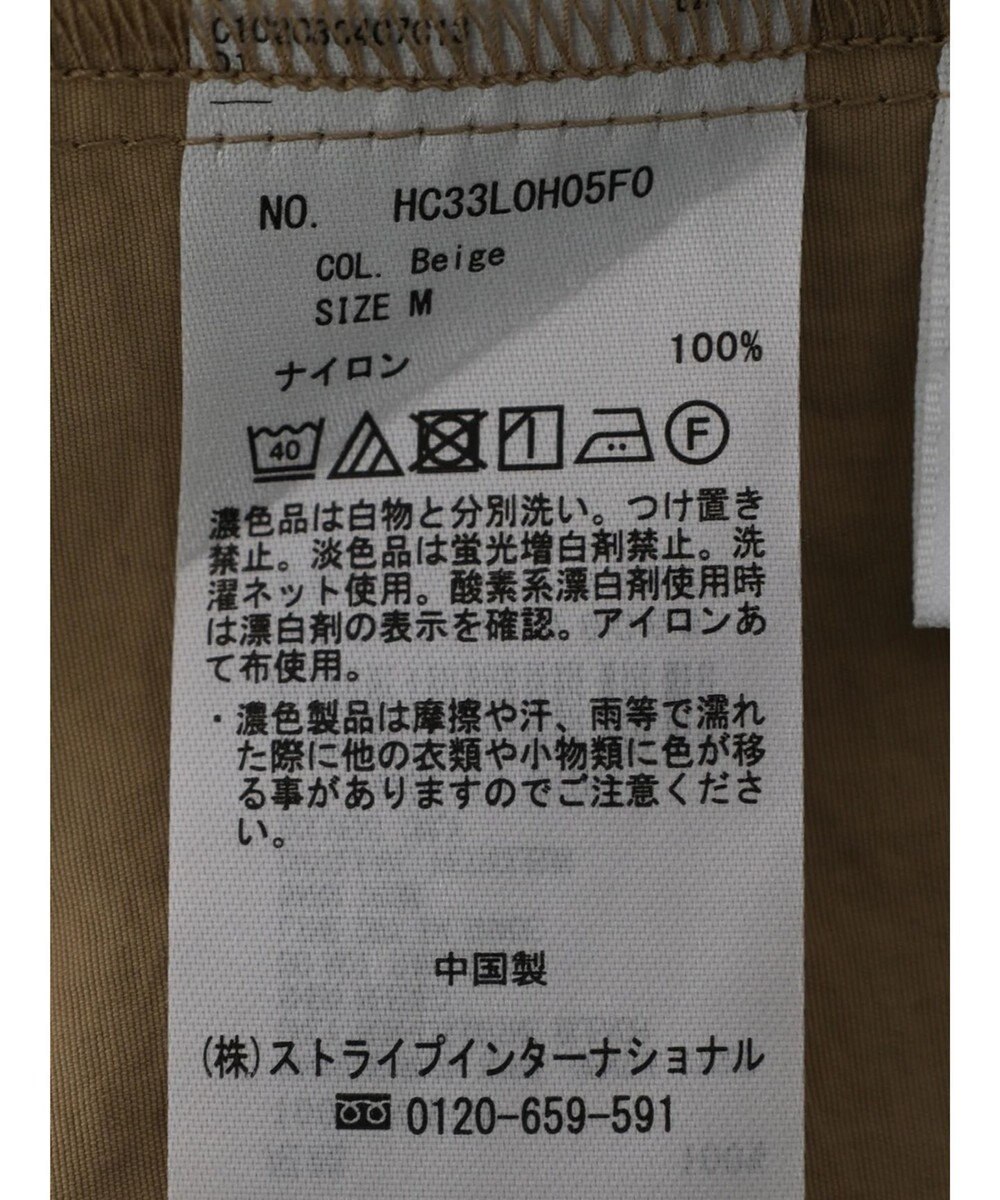 NO. HC33L0H05F0
COL. Beige
SIZE M
ナイロン 100%
40 F
濃色品は白物と分別洗い。つけ置き
禁止。淡色品は蛍光増白剤禁止。洗
濯ネット使用。酸素系漂白剤使用時
は漂白剤の表示を確認。アイロンあ
て布使用。
・濃色製品は摩擦や汗、雨等で濡れ
た際に他の衣類や小物類に色が移
る事がありますのでご注意くださ
い。
中国製
(株)ストライプインターナショナル
0120-659-591